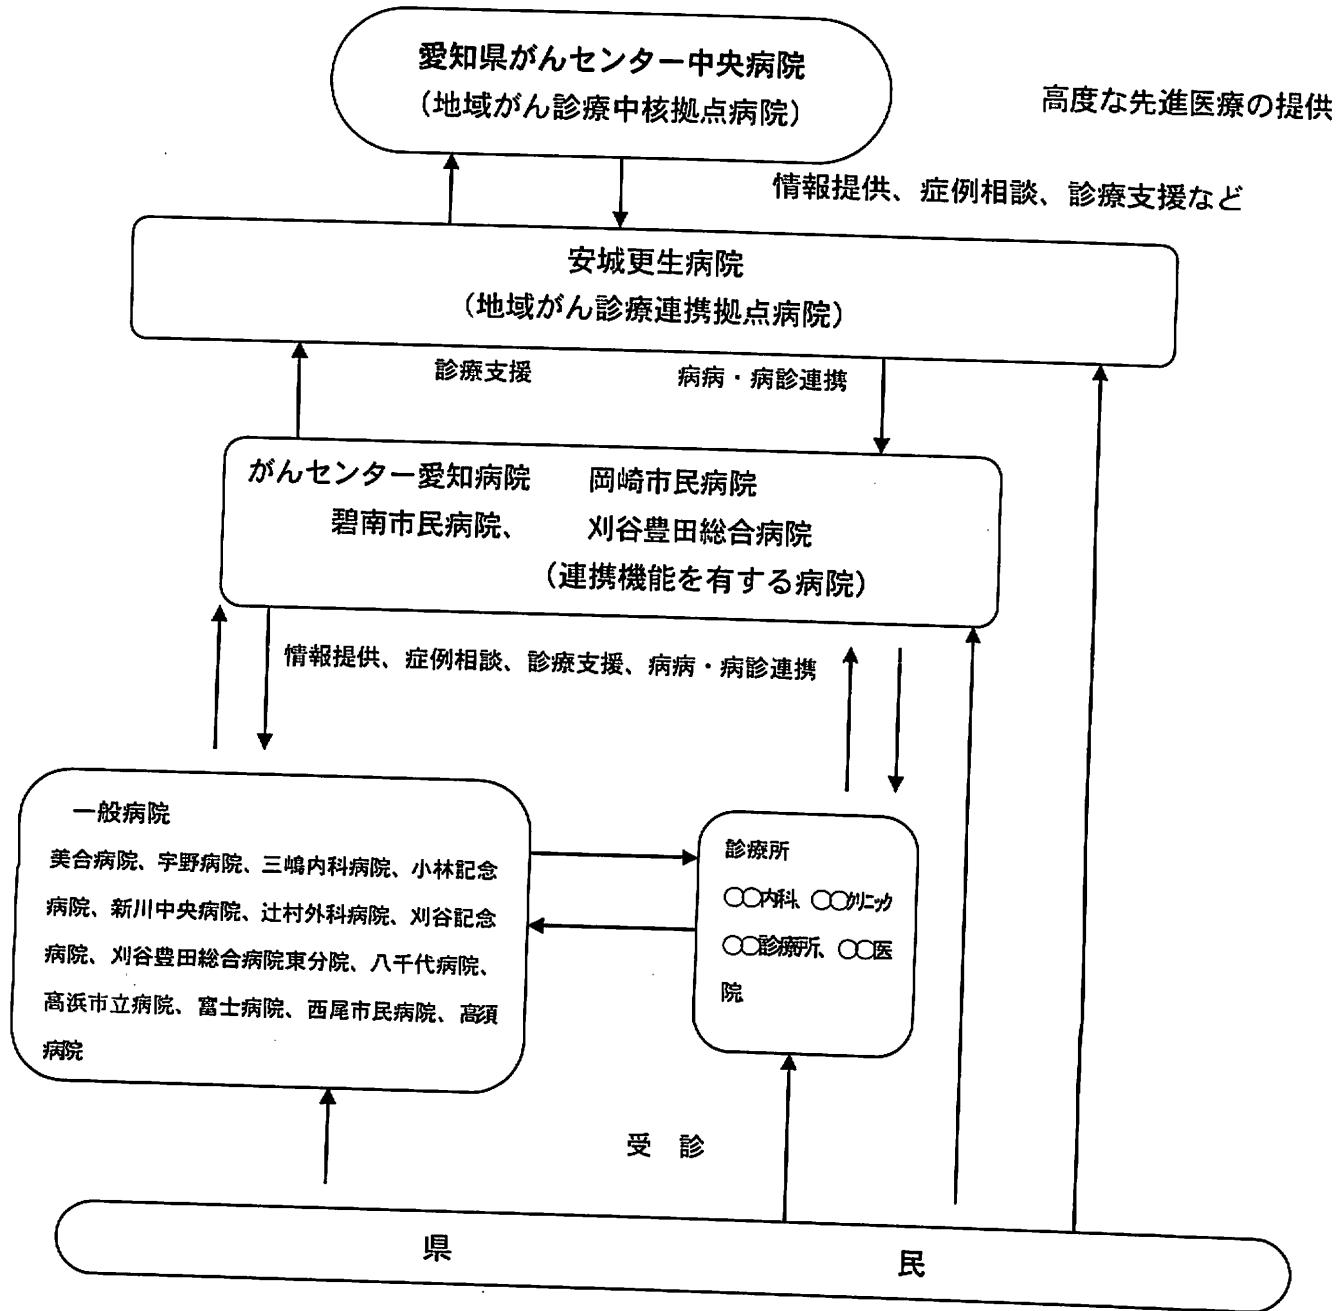 愛知県がんセンター中央病院
（地域がん診療中核拠点病院）
高度な先進医療の提供
情報提供、症例相談、診療支援など
安城更生病院
（地域がん診療連携拠点病院）
診療支援　病病・病診連携
がんセンター愛知病院　岡崎市民病院
碧南市民病院、　刈谷豊田総合病院
（連携機能を有する病院）
情報提供、症例相談、診療支援、病病・病診連携
一般病院
美合病院、宇野病院、三嶋内科病院、小林記念
病院、新川中央病院、辻村外科病院、刈谷記念
病院、刈谷豊田総合病院東分院、八千代病院、
高浜市立病院、富士病院、西尾市民病院、高須
病院
診療所
○○内科、○○クリニック
○○診療所、○○医
院
受　診
県　民